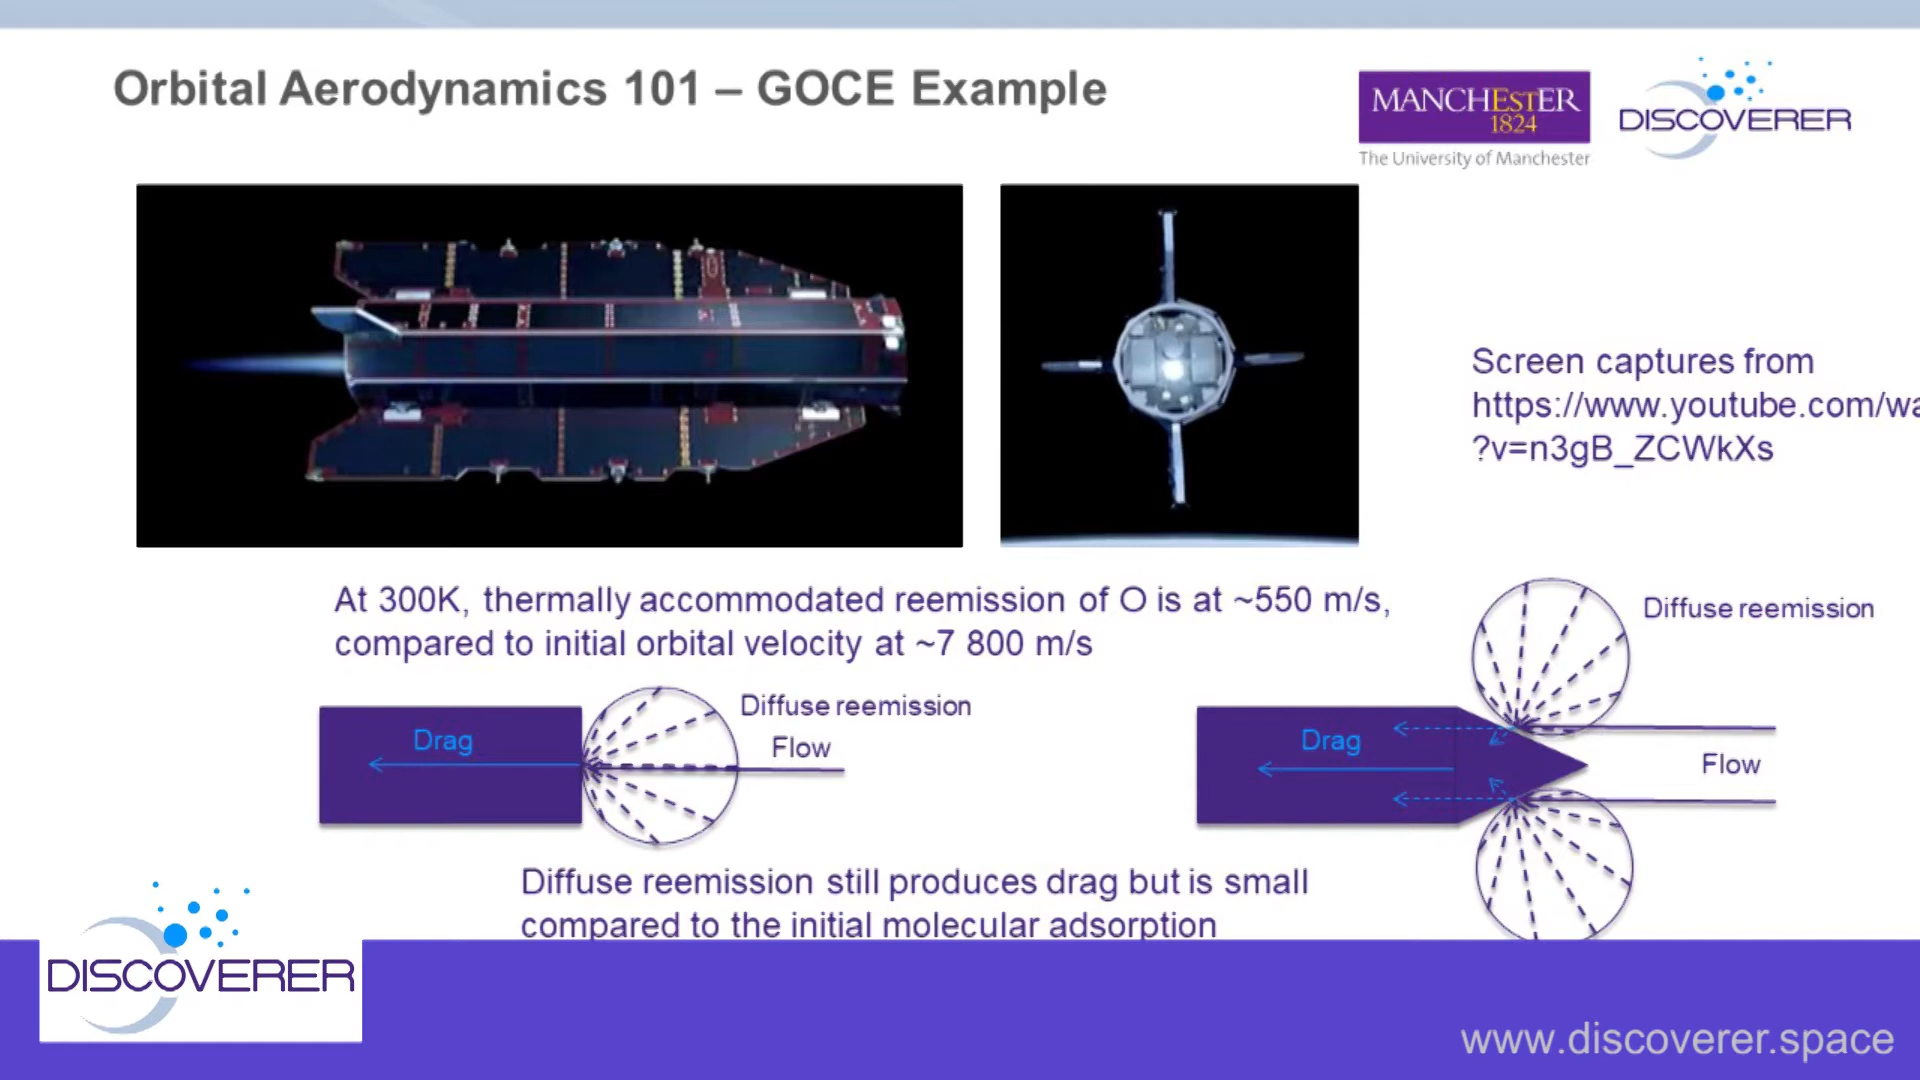 Orbital Aerodynamics 101 – GOCE Example
MANCHESTER
1824
The University of Manchester
DISCOVERER
Screen captures from
https://www.youtube.com/wa
?v=n3gB_ZCWkXs
At 300K, thermally accommodated reemission of O is at ~550 m/s,
compared to initial orbital velocity at ~7 800 m/s
Diffuse reemission
Drag
Diffuse reemission
Flow
Drag
Flow
Diffuse reemission still produces drag but is small
compared to the initial molecular adsorption
DISCOVERER
www.discoverer.space